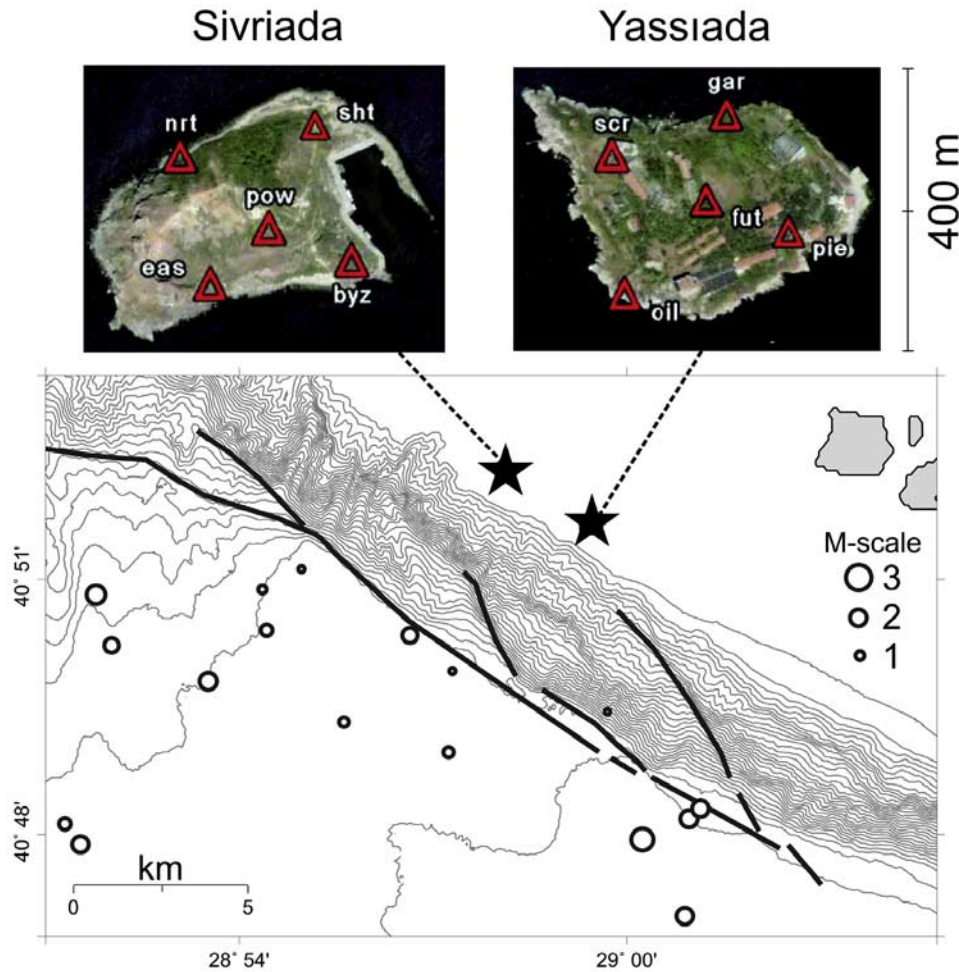 Sivriada
Yassıada
nrt
sht
pow
eas
byz
gar
scr
fut
pie
oil
400 m
M-scale
3
2
1
40° 51'
40° 48'
km
0 5
28° 54' 29° 00'